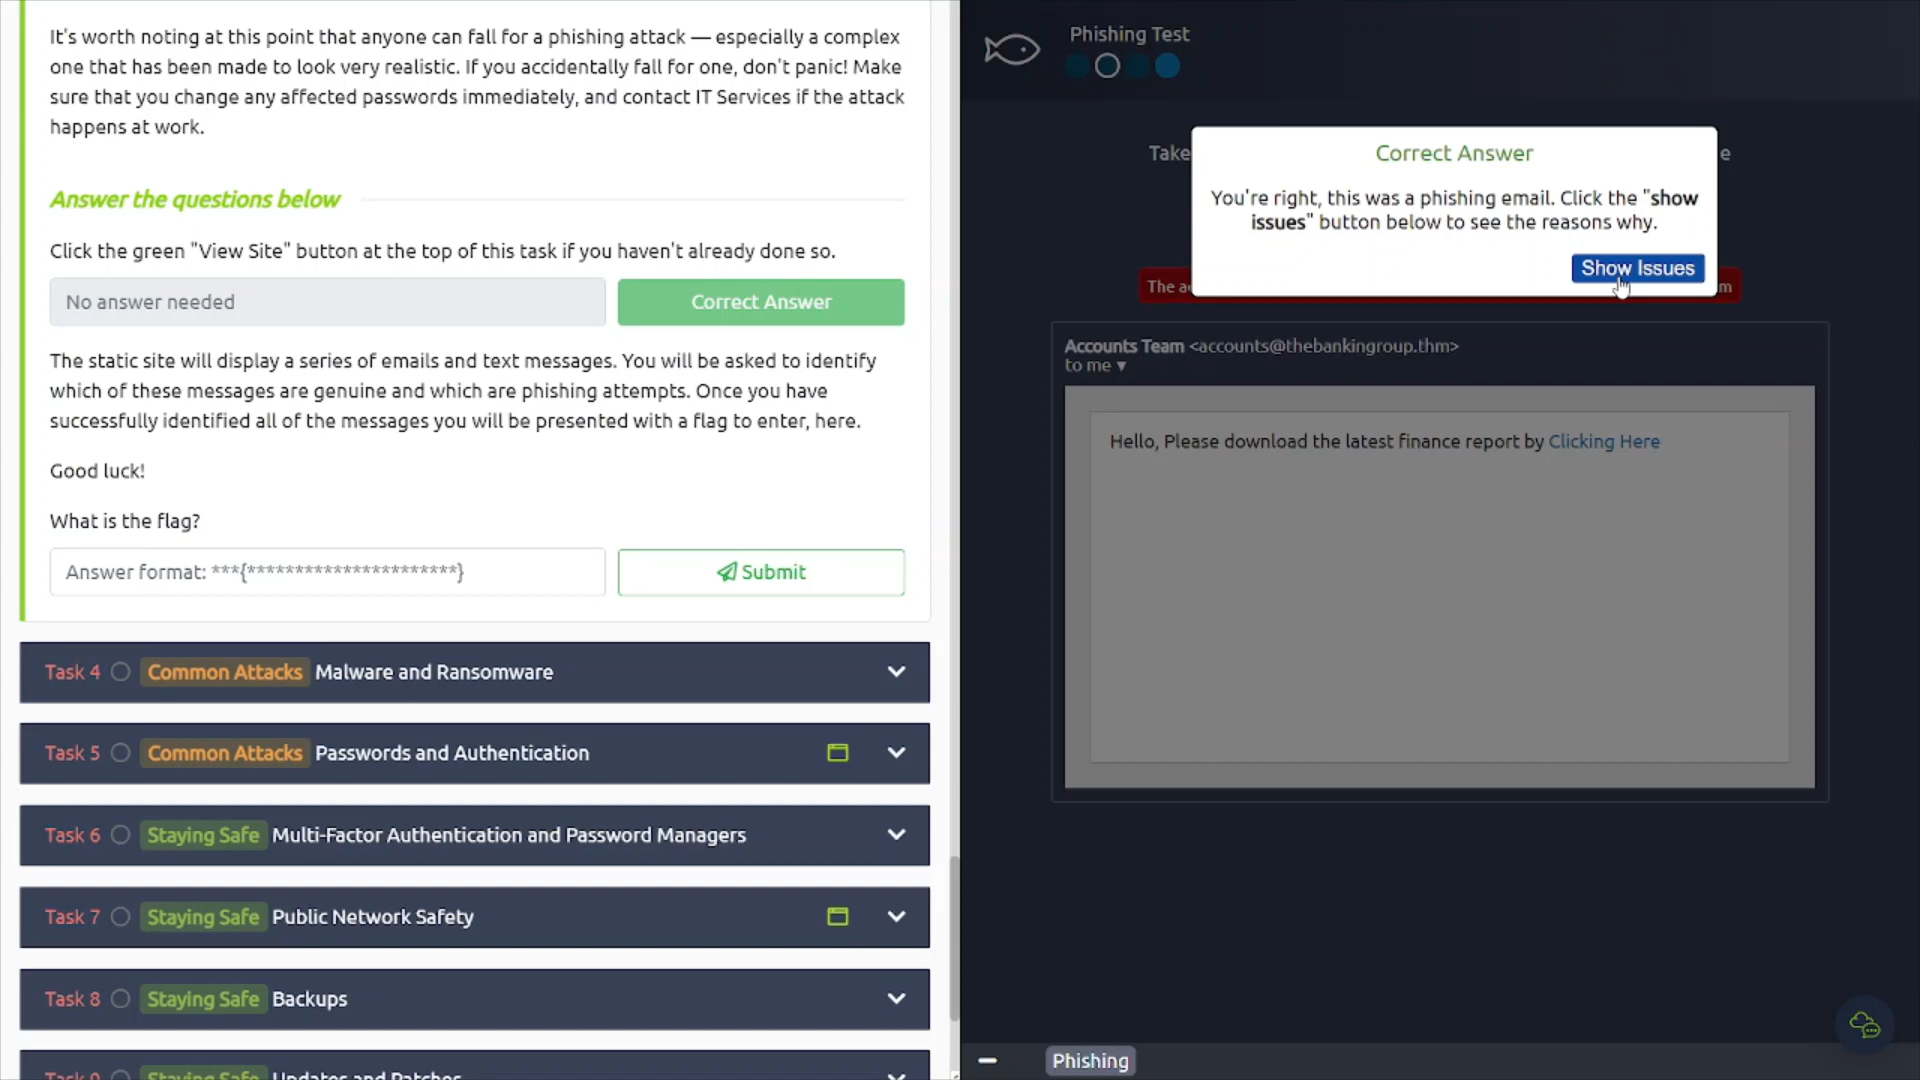 It's worth noting at this point that anyone can fall for a phishing attack — especially a complex
one that has been made to look very realistic. If you accidentally fall for one, don't panic! Make
sure that you change any affected passwords immediately, and contact IT Services if the attack
happens at work.
Answer the questions below
Click the green "View Site" button at the top of this task if you haven't already done so.
No answer needed
Correct Answer
The static site will display a series of emails and text messages. You will be asked to identify
which of these messages are genuine and which are phishing attempts. Once you have
successfully identified all of the messages you will be presented with a flag to enter, here.
Good luck!
What is the flag?
Answer format: ***{**********************}
Submit
Task 4 Common Attacks Malware and Ransomware
Task 5 Common Attacks Passwords and Authentication
Task 6 Staying Safe Multi-Factor Authentication and Password Managers
Task 7 Staying Safe Public Network Safety
Task 8 Staying Safe Backups
Task 9 Staying Safe Updates and Patches
Phishing Test
Take
Correct Answer
You're right, this was a phishing email. Click the "show
issues" button below to see the reasons why.
Show Issues
The
Accounts Team <accounts@thebankingroup.thm>
to me ▼
Hello, Please download the latest finance report by Clicking Here
Phishing